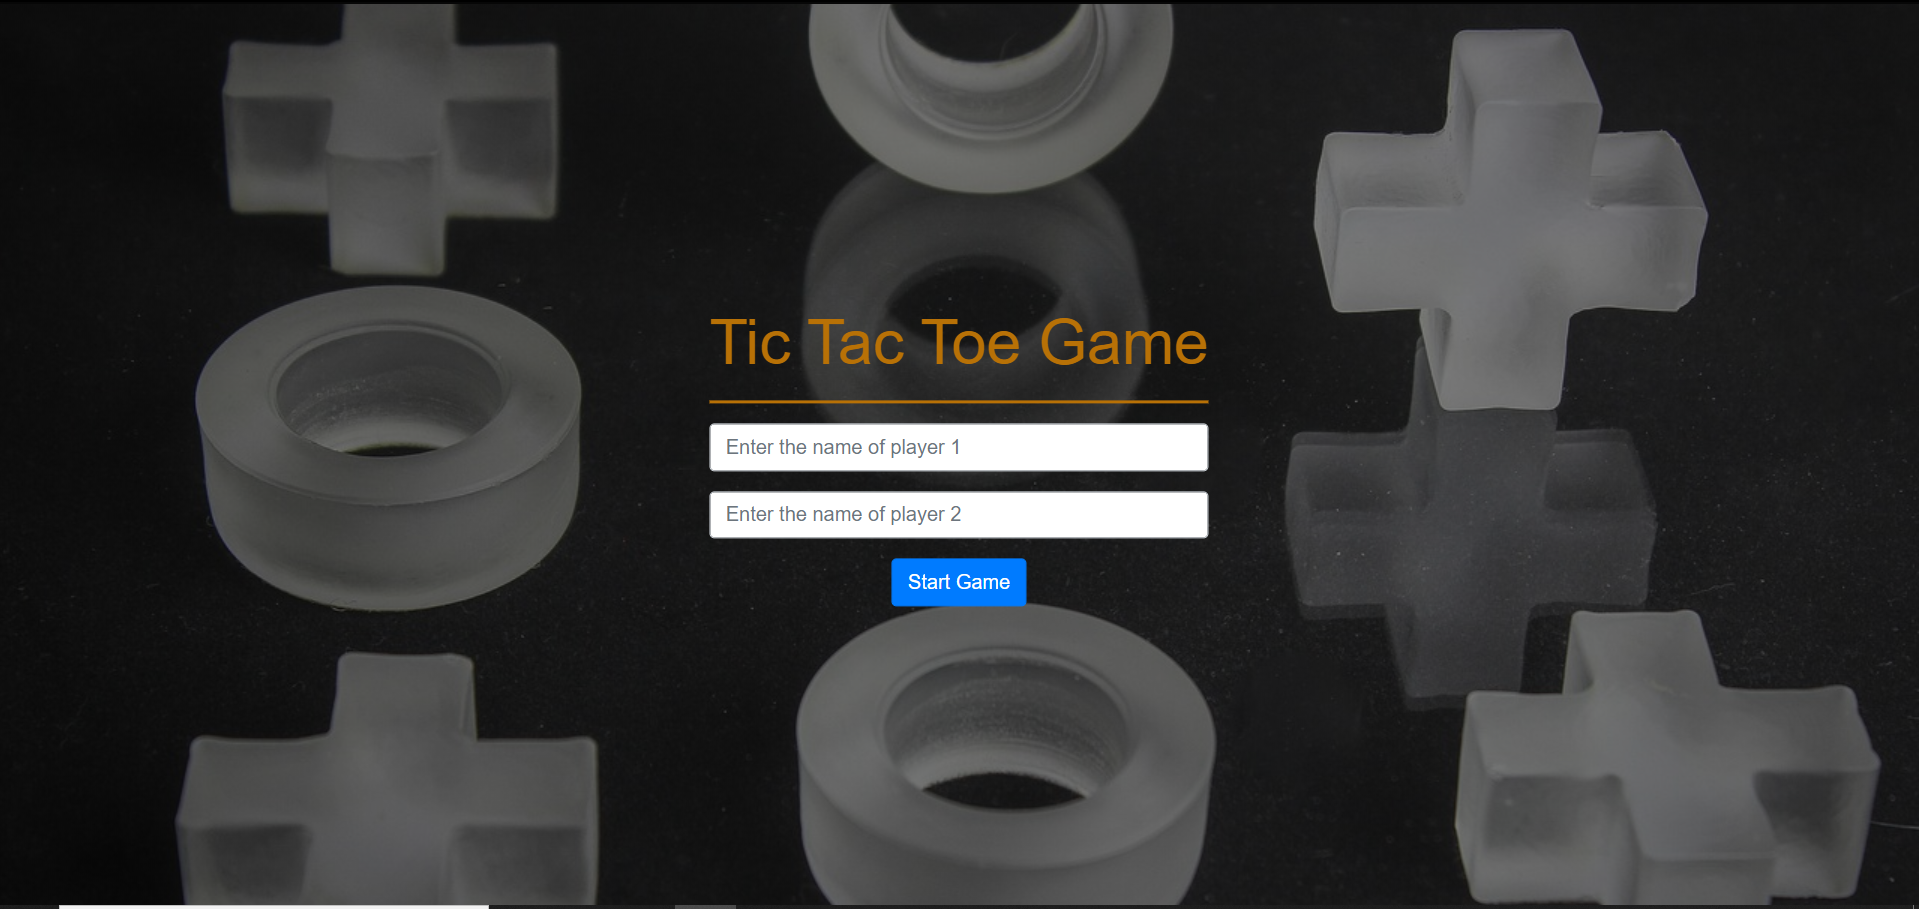 Tic Tac Toe Game
Enter the name of player 1
Enter the name of player 2
Start Game